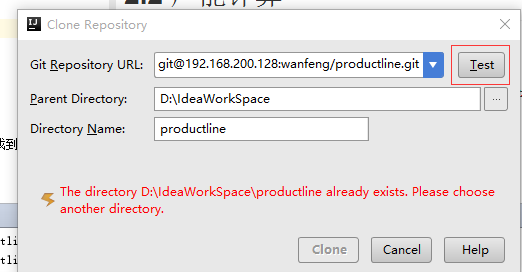 Clone Repository
Git Repository URL: git@192.168.200.128:wanfeng/productline.git Test
Parent Directory: D:\IdeaWorkSpace ...
Directory Name: productline
The directory D:\IdeaWorkSpace\productline already exists. Please choose
another directory.
Clone Cancel Help